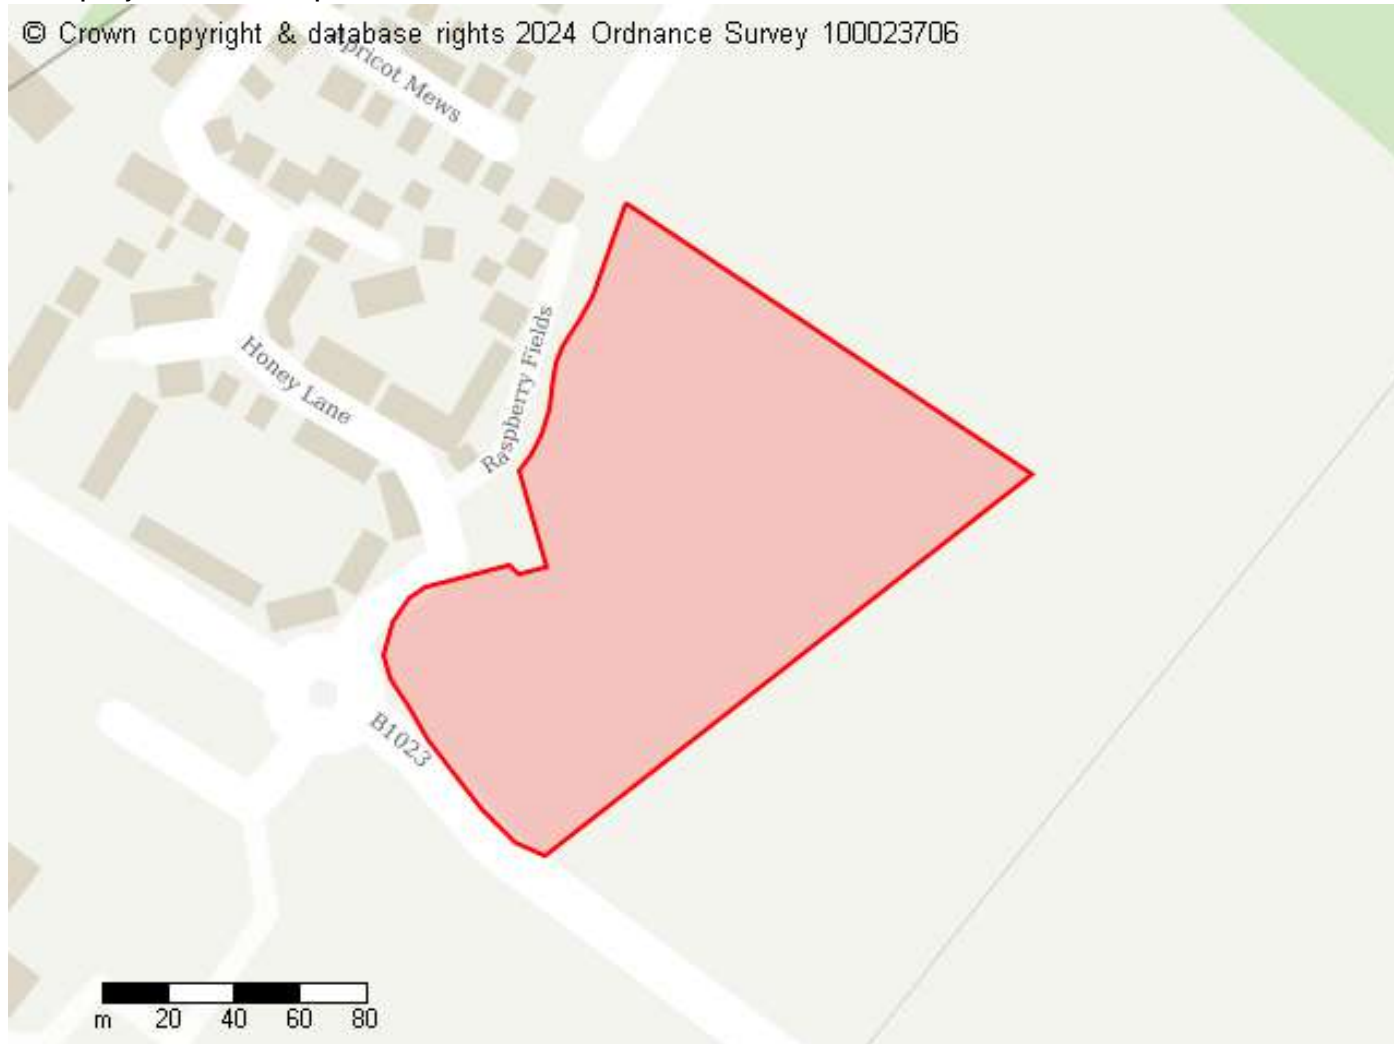 © Crown copyright & database rights 2024 Ordnance Survey 100023706
pricot Mews
Raspberry Fields
Honey Lane
B1023
m 20 40 60 80